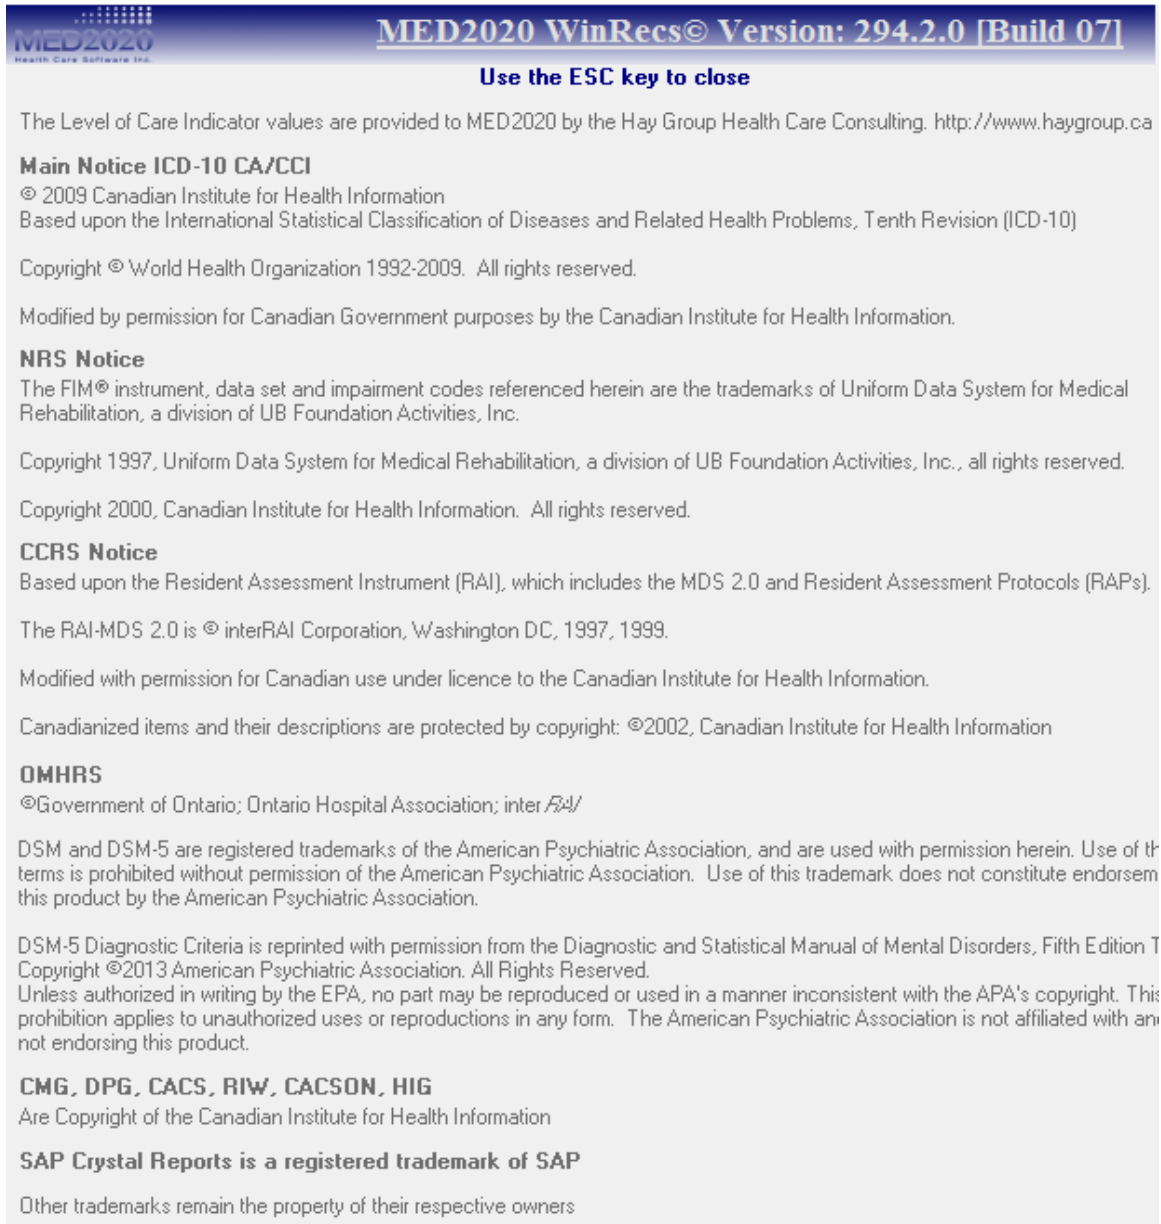 MED2020
Health Care Software Inc.
MED2020 WinRecs© Version: 294.2.0 [Build 07]
Use the ESC key to close
The Level of Care Indicator values are provided to MED2020 by the Hay Group Health Care Consulting. http://www.haygroup.ca
Main Notice ICD-10 CA/CCI
© 2009 Canadian Institute for Health Information
Based upon the International Statistical Classification of Diseases and Related Health Problems, Tenth Revision (ICD-10)
Copyright © World Health Organization 1992-2009.  All rights reserved.
Modified by permission for Canadian Government purposes by the Canadian Institute for Health Information.
NRS Notice
The FIM® instrument, data set and impairment codes referenced herein are the trademarks of Uniform Data System for Medical
Rehabilitation, a division of UB Foundation Activities, Inc.
Copyright 1997, Uniform Data System for Medical Rehabilitation, a division of UB Foundation Activities, Inc., all rights reserved.
Copyright 2000, Canadian Institute for Health Information.  All rights reserved.
CCRS Notice
Based upon the Resident Assessment Instrument (RAI), which includes the MDS 2.0 and Resident Assessment Protocols (RAPs).
The RAI-MDS 2.0 is © interRAI Corporation, Washington DC, 1997, 1999.
Modified with permission for Canadian use under licence to the Canadian Institute for Health Information.
Canadianized items and their descriptions are protected by copyright: ©2002, Canadian Institute for Health Information
OMHRS
©Government of Ontario; Ontario Hospital Association; interRAI
DSM and DSM-5 are registered trademarks of the American Psychiatric Association, and are used with permission herein. Use of th
terms is prohibited without permission of the American Psychiatric Association.  Use of this trademark does not constitute endorsem
this product by the American Psychiatric Association.
DSM-5 Diagnostic Criteria is reprinted with permission from the Diagnostic and Statistical Manual of Mental Disorders, Fifth Edition T
Copyright ©2013 American Psychiatric Association. All Rights Reserved.
Unless authorized in writing by the EPA, no part may be reproduced or used in a manner inconsistent with the APA's copyright. This
prohibition applies to unauthorized uses or reproductions in any form.  The American Psychiatric Association is not affiliated with and
not endorsing this product.
CMG, DPG, CACS, RIW, CACSON, HIG
Are Copyright of the Canadian Institute for Health Information
SAP Crystal Reports is a registered trademark of SAP
Other trademarks remain the property of their respective owners